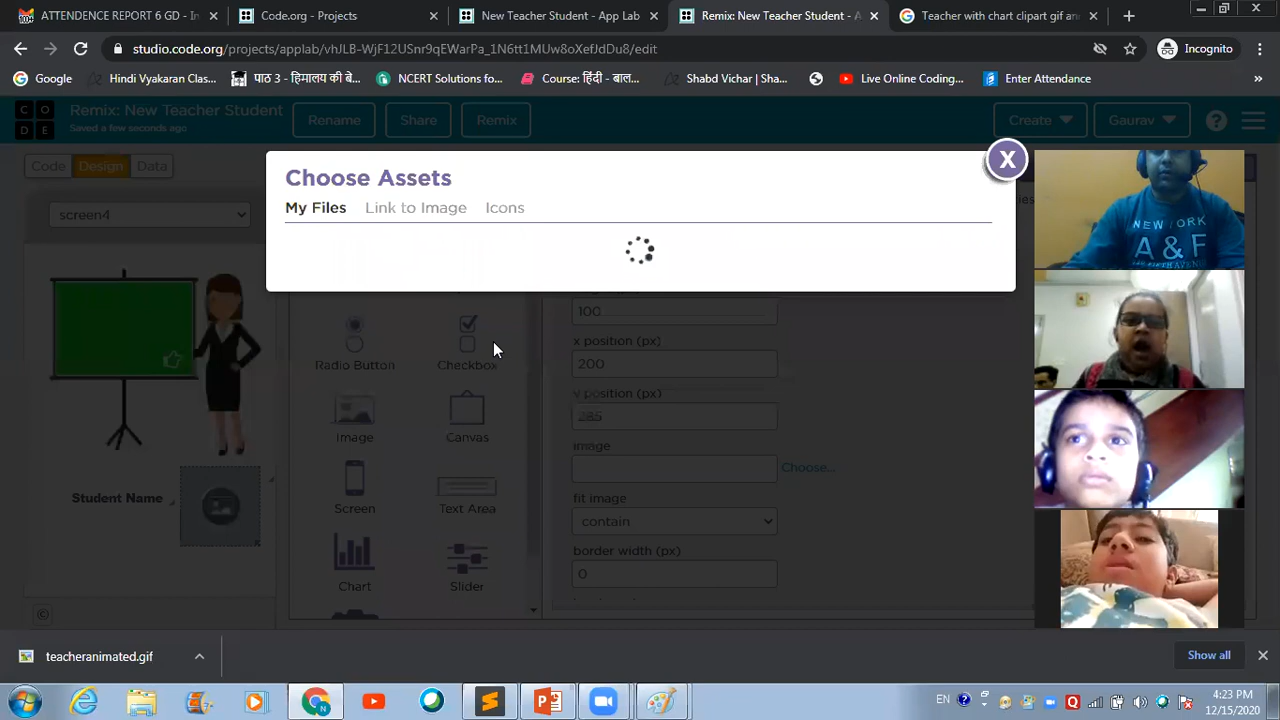 ATTENDENCE REPORT 6 GD - In
Code.org - Projects
New Teacher Student - App Lab
Remix: New Teacher Student - A
Teacher with chart clipart gif an
studio.code.org/projects/applab/vhJLB-WjF12USnr9qEWarPa_1N6tt1MUw8oXefJdDu8/edit
Incognito
Google
Hindi Vyakaran Clas...
पाठ 3 - हिमालय की बे...
NCERT Solutions fo...
Course: हिंदी - बाल...
Shabd Vichar | Sha...
Live Online Coding...
Enter Attendance
»
C O D E
Remix: New Teacher Student
Saved a few seconds ago
Rename
Share
Remix
Create
Gaurav
?
Code
Design
Data
screen4
Choose Assets
X
My Files
Link to Image
Icons
100
x position (px)
200
y position (px)
285
image
Choose...
fit image
contain
border width (px)
0
Radio Button
Checkbox
Image
Canvas
Screen
Text Area
Chart
Slider
Student Name
NEW YORK
A & F
teacheranimated.gif
Show all
EN
4:23 PM
12/15/2020